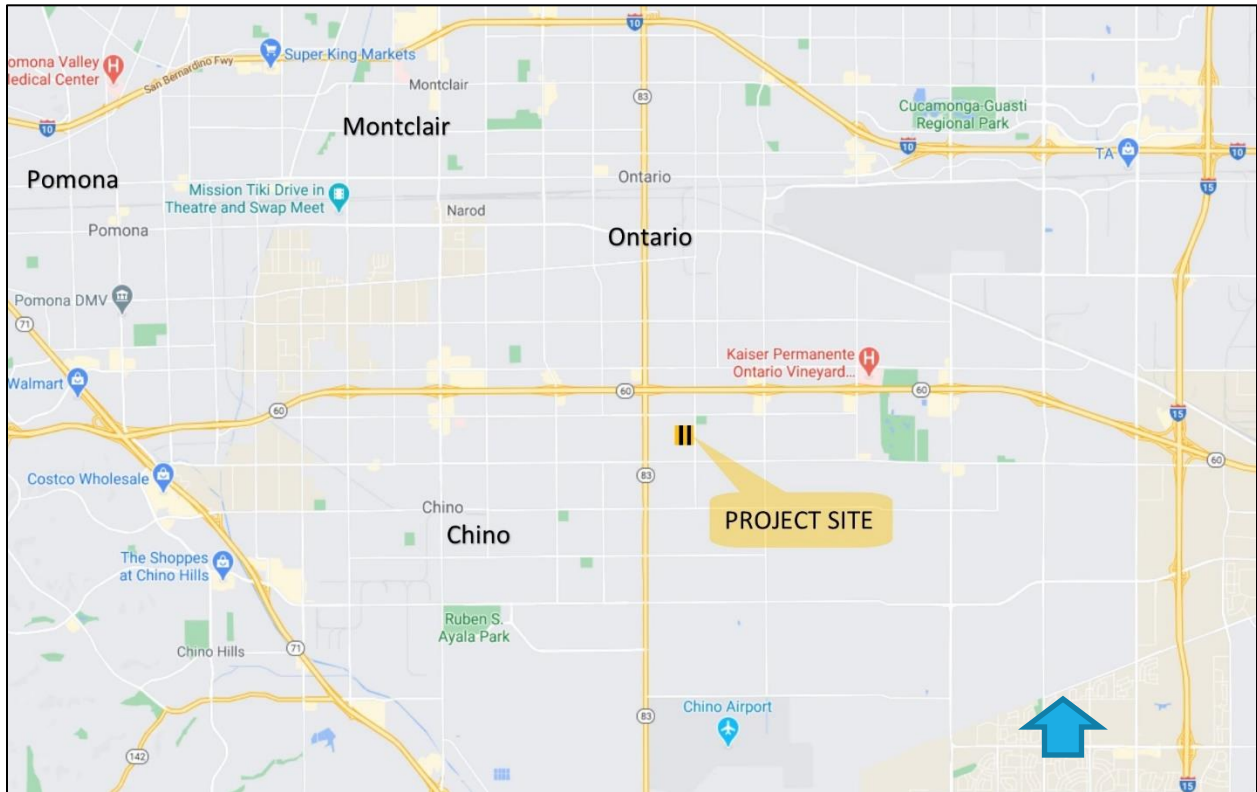 10
Super King Markets
omona Valley
Medical Center
San Bernardino Fwy
Montclair
83
Cucamonga-Guasti
Regional Park
Montclair
10
10
TA
10
Pomona
Mission Tiki Drive in
Theatre and Swap Meet
Ontario
15
Narod
Pomona
Ontario
Pomona DMV
71
Kaiser Permanente
Ontario Vineyard...
Walmart
60
60
60
15
60
Costco Wholesale
83
Chino
PROJECT SITE
Chino
The Shoppes
at Chino Hills
Ruben S.
Ayala Park
Chino Hills
71
Chino Airport
83
142
15